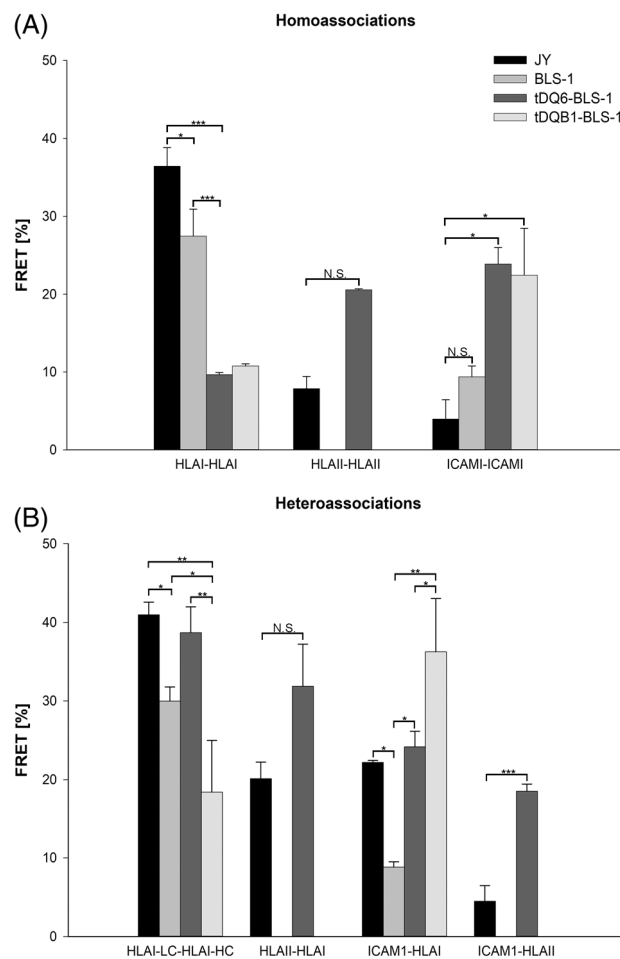 (A)
Homoassociations
JY
BLS-1
tDQ6-BLS-1
tDQB1-BLS-1
FRET [%]
50
40
30
20
10
0
***
*
***
N.S.
*
*
N.S.
HLAI-HLAI
HLAII-HLAII
ICAMI-ICAMI
(B)
Heteroassociations
FRET [%]
50
40
30
20
10
0
**
*
*
**
N.S.
**
*
*
*
***
HLAI-LC-HLAI-HC
HLAII-HLAI
ICAM1-HLAI
ICAM1-HLAII